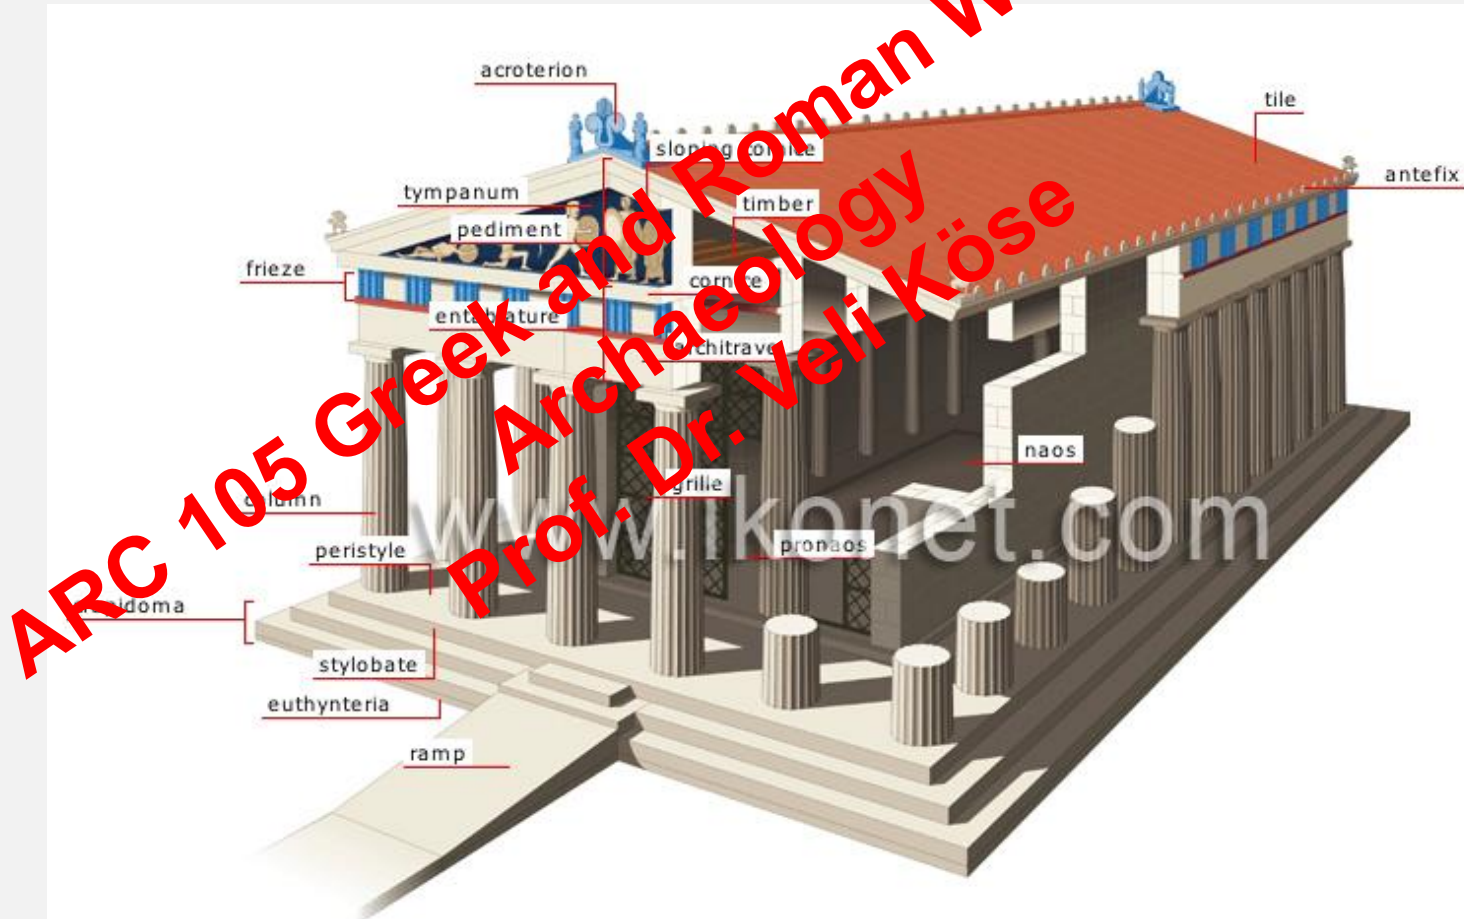 acroterion
tile
sloping cornice
antefix
tympanum
timber
pediment
frieze
cornice
entablature
architrave
naos
grille
column
pronaos
peristyle
stylobate
euthynteria
ramp
www.ikonet.com
ARC 105 Greek and Roman
Archaeology
Prof. Dr. Veli Köse